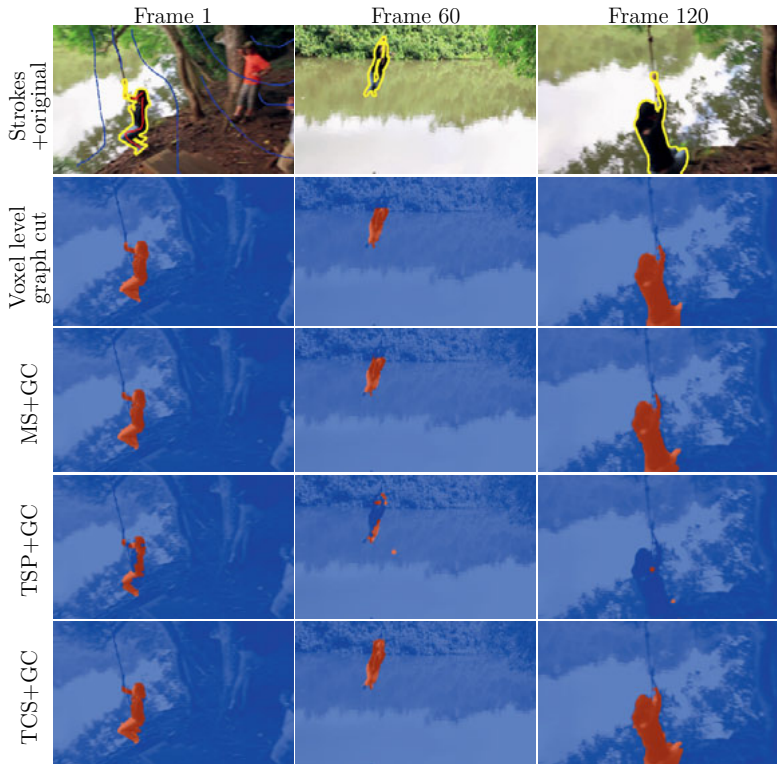 Frame 1
Frame 60
Frame 120
Strokes
+original
Voxel level
graph cut
MS+GC
TSP+GC
TCS+GC